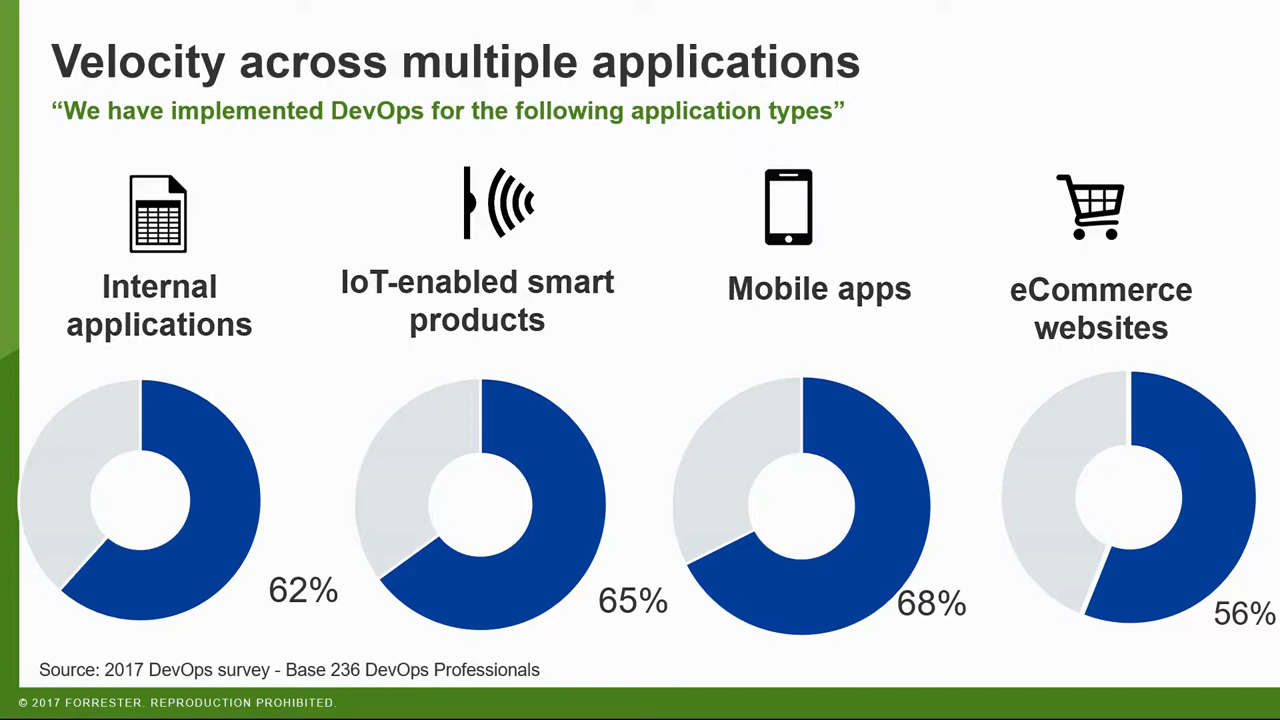 Velocity across multiple applications
“We have implemented DevOps for the following application types”
Internal
applications
IoT-enabled smart
products
Mobile apps
eCommerce
websites
62%
65%
68%
56%
Source: 2017 DevOps survey - Base 236 DevOps Professionals
© 2017 FORRESTER. REPRODUCTION PROHIBITED.